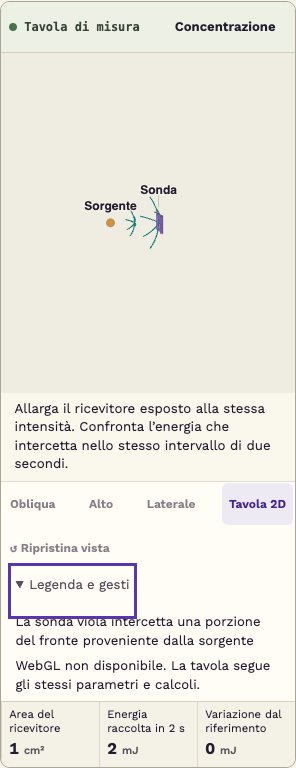 Tavola di misura
Concentrazione
Sonda
Sorgente
Allarga il ricevitore esposto alla stessa
intensità. Confronta l'energia che
intercetta nello stesso intervallo di due
secondi.
Obliqua
Alto
Laterale
Tavola 2D
↺ Ripristina vista
▼ Legenda e gesti
La sonda viola intercetta una porzione
del fronte proveniente dalla sorgente
WebGL non disponibile. La tavola segue
gli stessi parametri e calcoli.
Area del
ricevitore
1 cm²
Energia
raccolta in 2 s
2 mJ
Variazione dal
riferimento
0 mJ